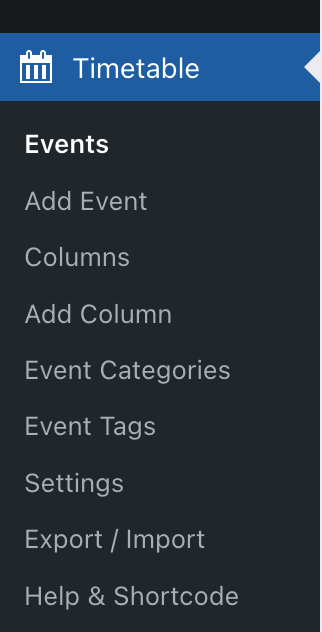 Timetable
Events
Add Event
Columns
Add Column
Event Categories
Event Tags
Settings
Export / Import
Help & Shortcode